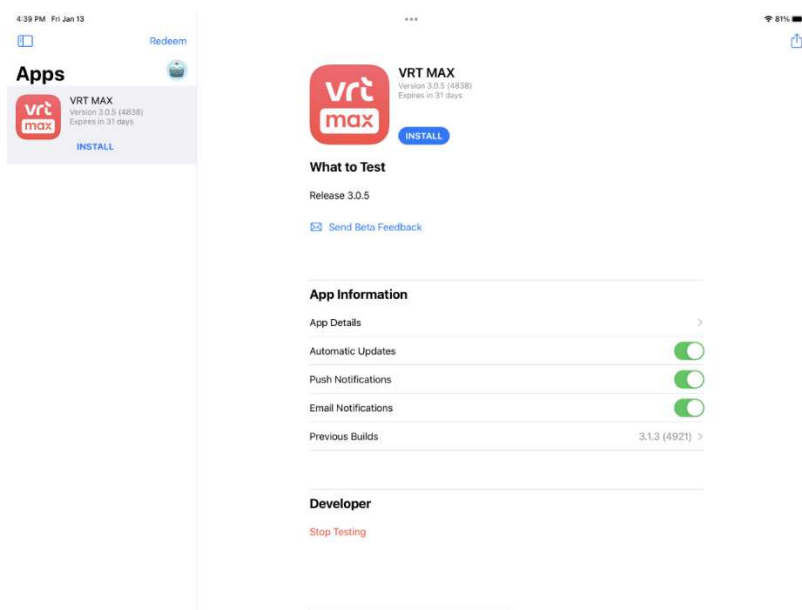 4:39 PM Fri Jan 13
81%
Redeem
Apps
vrt
max
VRT MAX
Version 3.0.5 (4838)
Expires in 31 days
INSTALL
vrt
max
VRT MAX
Version 3.0.5 (4838)
Expires in 31 days
INSTALL
What to Test
Release 3.0.5
Send Beta Feedback
App Information
App Details
Automatic Updates
Push Notifications
Email Notifications
Previous Builds 3.1.3 (4921)
Developer
Stop Testing